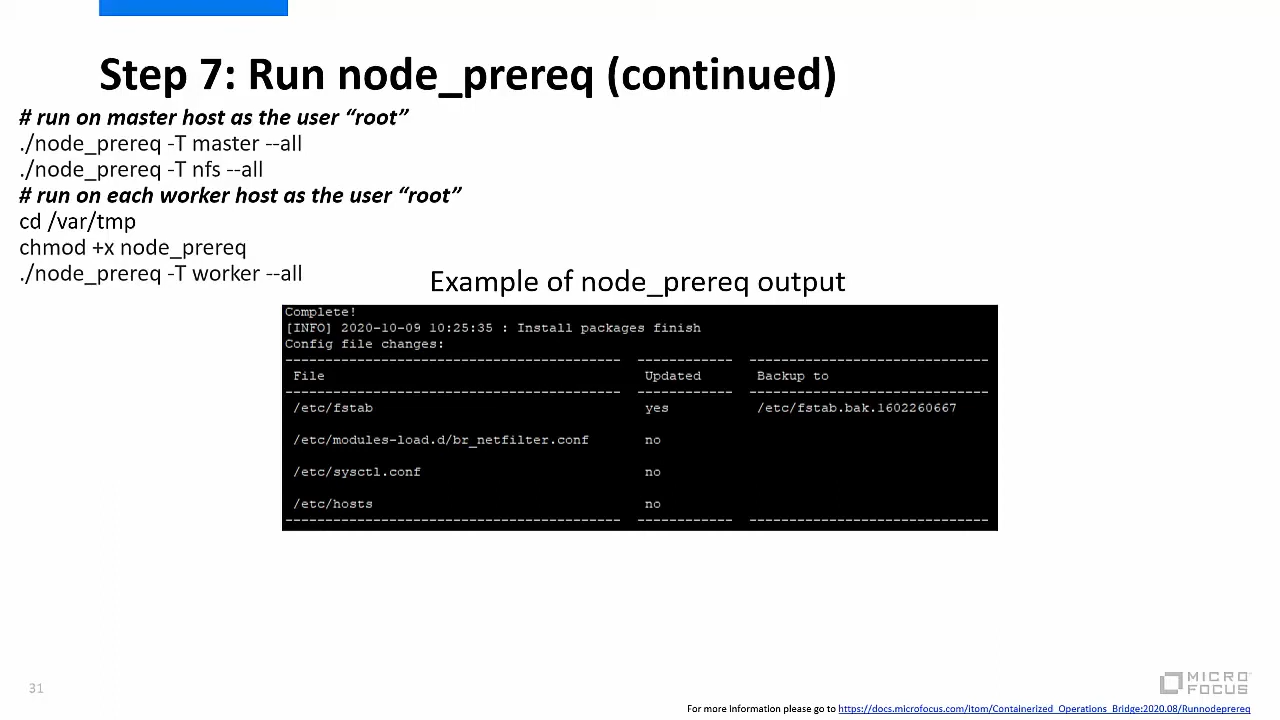 Step 7: Run node_prereq (continued)
# run on master host as the user “root”
./node_prereq -T master --all
./node_prereq -T nfs --all
# run on each worker host as the user “root”
cd /var/tmp
chmod +x node_prereq
./node_prereq -T worker --all
Example of node_prereq output
Complete!
[INFO] 2020-10-09 10:25:35 : Install packages finish
Config file changes:
------------------------------------------ ------------ ------------------------------
File Updated Backup to
------------------------------------------ ------------ ------------------------------
/etc/fstab yes /etc/fstab.bak.1602260667
/etc/modules-load.d/br_netfilter.conf no
/etc/sysctl.conf no
/etc/hosts no
------------------------------------------ ------------ ------------------------------
31
MICRO
FOCUS
For more information please go to https://docs.microfocus.com/itom/Containerized_Operations_Bridge:2020.08/Runnodeprereq